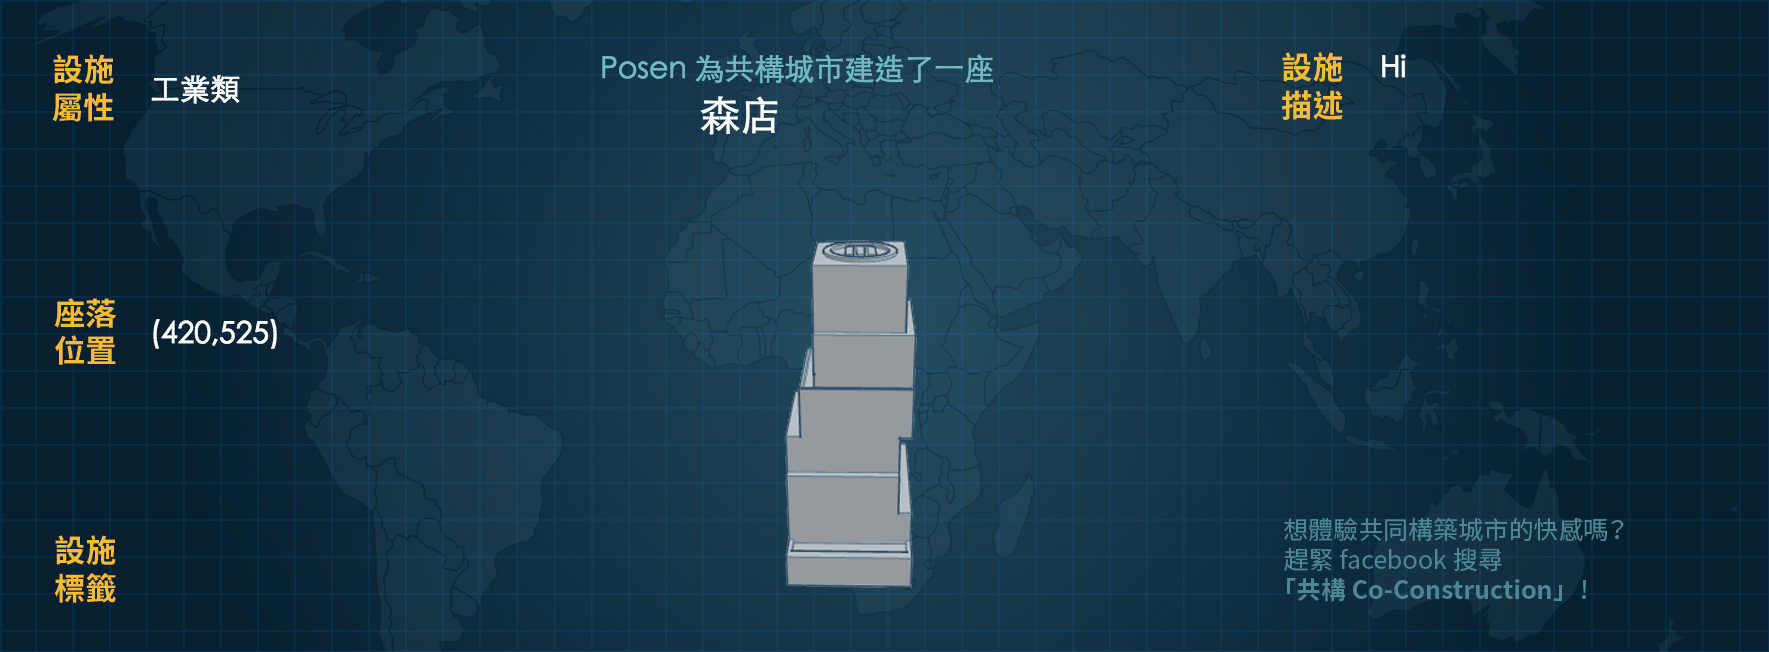 設施
屬性
工業類
Posen 為共構城市建造了一座
森店
設施
描述
Hi
座落
位置
(420,525)
設施
標籤
想體驗共同構築城市的快感嗎?
趕緊 facebook 搜尋
「共構 Co-Construction」!